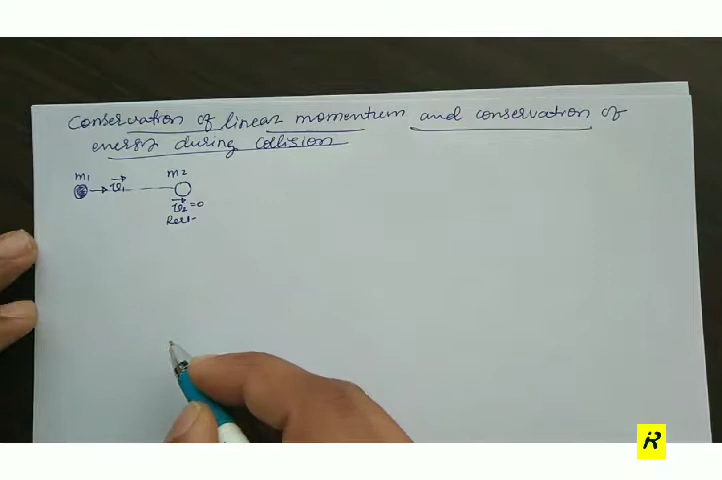 Conservation of linear momentum and conservation of
energy during collision
m1 m2
v1
v2 = 0
Rest
R